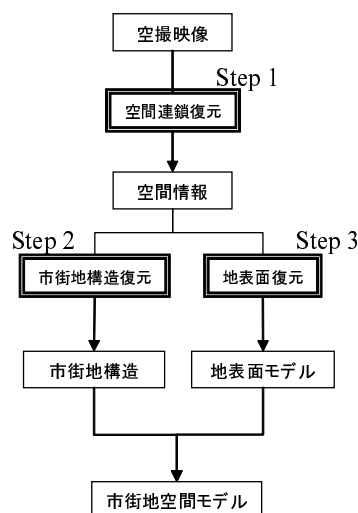 空撮映像
Step 1
空間連鎖復元
空間情報
Step 2
Step 3
市街地構造復元
地表面復元
市街地構造
地表面モデル
市街地空間モデル